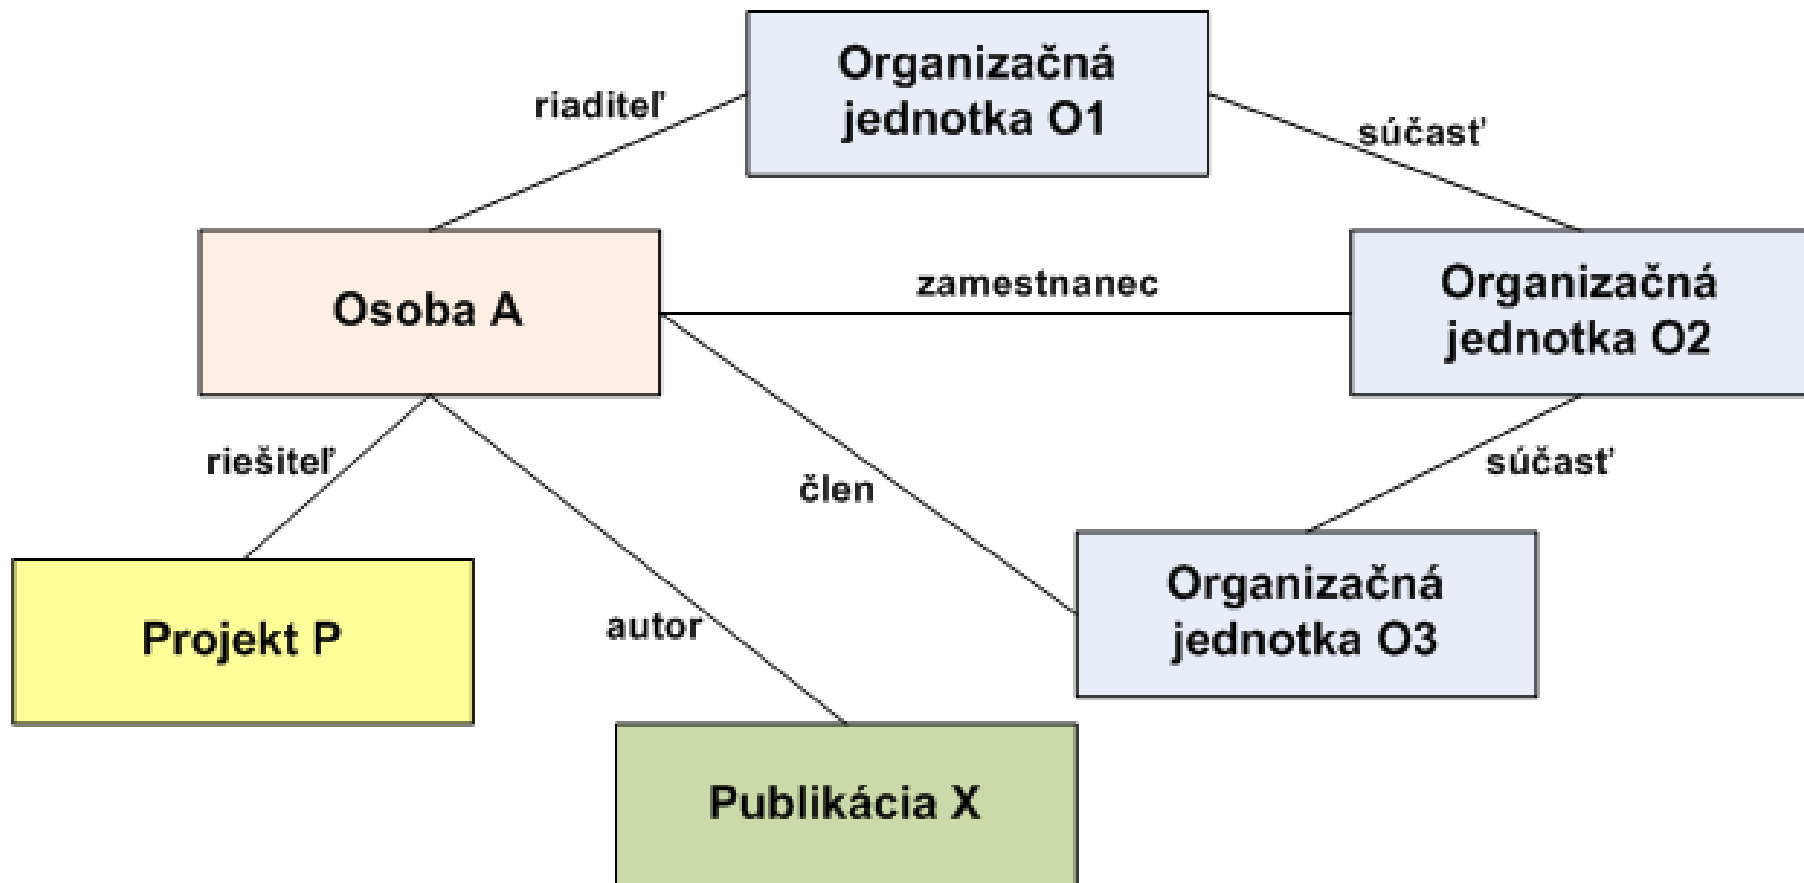 Organizačná
jednotka O1
riaditeľ
súčasť
Osoba A
zamestnanec
Organizačná
jednotka O2
riešiteľ
člen
súčasť
Projekt P
autor
Organizačná
jednotka O3
Publikácia X